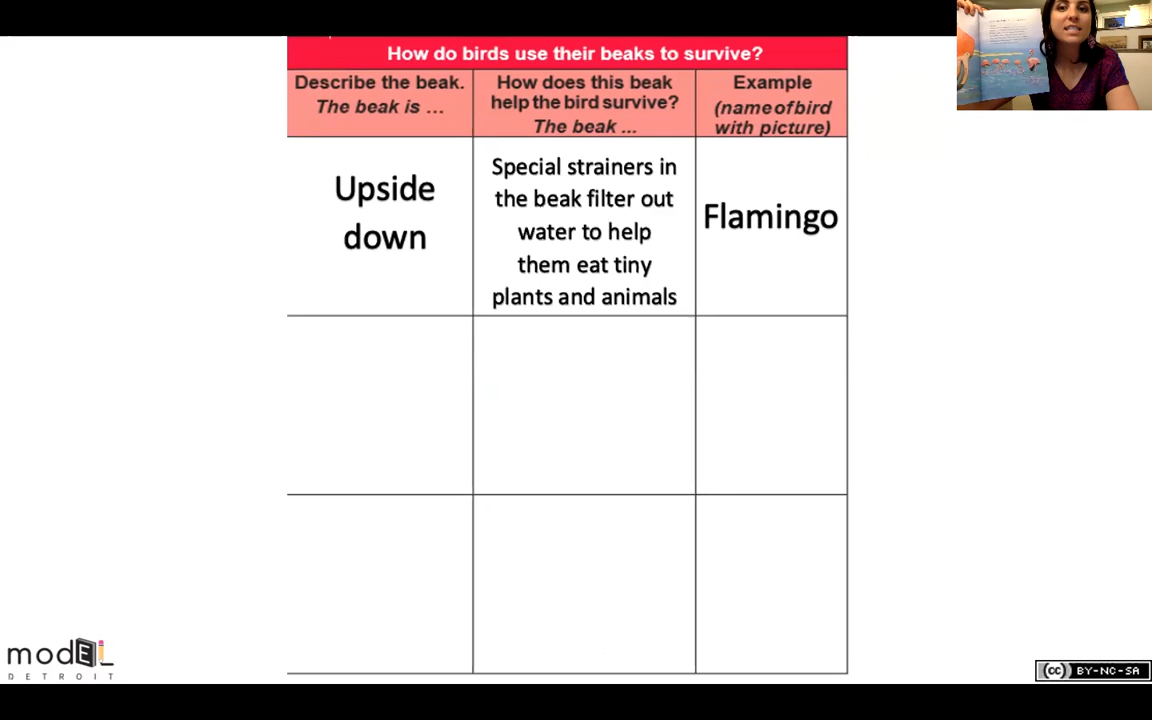 How do birds use their beaks to survive?
Describe the beak.
The beak is ...
How does this beak
help the bird survive?
The beak ...
Example
(name of bird
with picture)
Upside
down
Special strainers in
the beak filter out
water to help
them eat tiny
plants and animals
Flamingo
modEL
DETROIT
cc BY-NC-SA